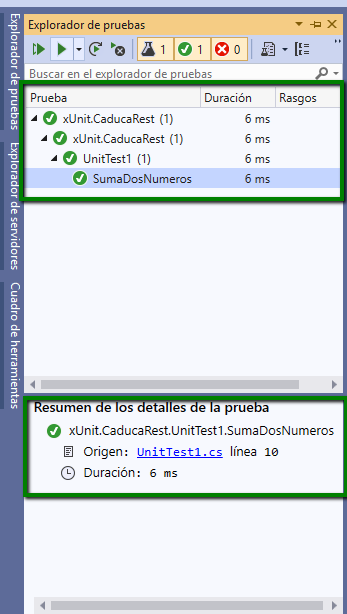 Explorador de pruebas
Explorador de servidores
Cuadro de herramientas
Explorador de pruebas
1 1 0
Buscar en el explorador de pruebas
Prueba Duración Rasgos
xUnit.CaducaRest (1) 6 ms
xUnit.CaducaRest (1) 6 ms
UnitTest1 (1) 6 ms
SumaDosNumeros 6 ms
Resumen de los detalles de la prueba
xUnit.CaducaRest.UnitTest1.SumaDosNumeros
Origen: UnitTest1.cs línea 10
Duración: 6 ms